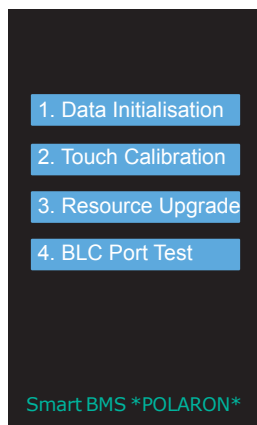 1. Data Initialisation
2. Touch Calibration
3. Resource Upgrade
4. BLC Port Test
Smart BMS *POLARON*